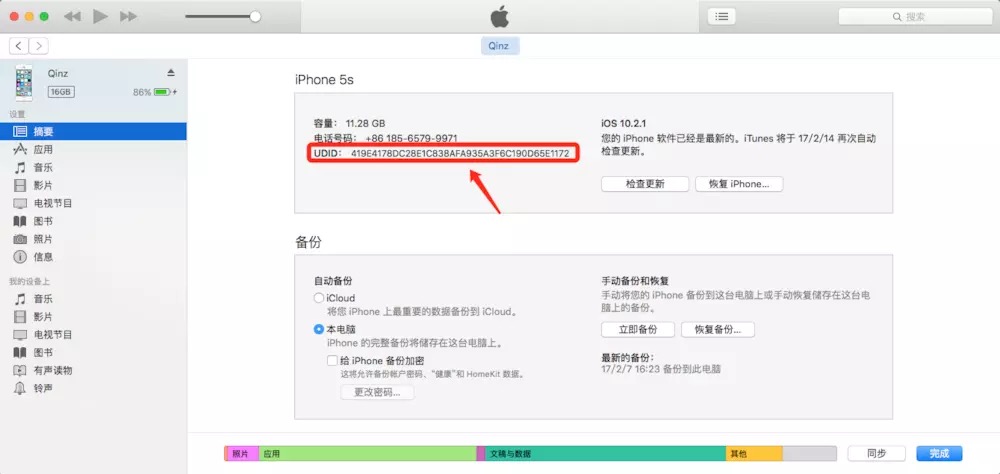 搜索
Qinz
Qinz
16GB
86%
设置
摘要
应用
音乐
影片
电视节目
图书
照片
信息
我的设备上
音乐
影片
电视节目
图书
有声读物
铃声
iPhone 5s
容量： 11.28 GB
电话号码： +86 185-6579-9971
UDID： 419E4178DC28E1C838AFA935A3F6C190D65E1172
iOS 10.2.1
您的 iPhone 软件已经是最新的。iTunes 将于 17/2/14 再次自动
检查更新。
检查更新
恢复 iPhone...
备份
自动备份
iCloud
将您 iPhone 上最重要的数据备份到 iCloud。
本电脑
iPhone 的完整备份将储存在这台电脑上。
给 iPhone 备份加密
这将允许备份帐户密码、“健康”和 HomeKit 数据。
更改密码...
手动备份和恢复
手动将您的 iPhone 备份到这台电脑上或手动恢复储存在这台电
脑上的备份。
立即备份
恢复备份...
最新的备份：
17/2/7 16:23 备份到此电脑
照片
应用
文稿与数据
其他
同步
完成